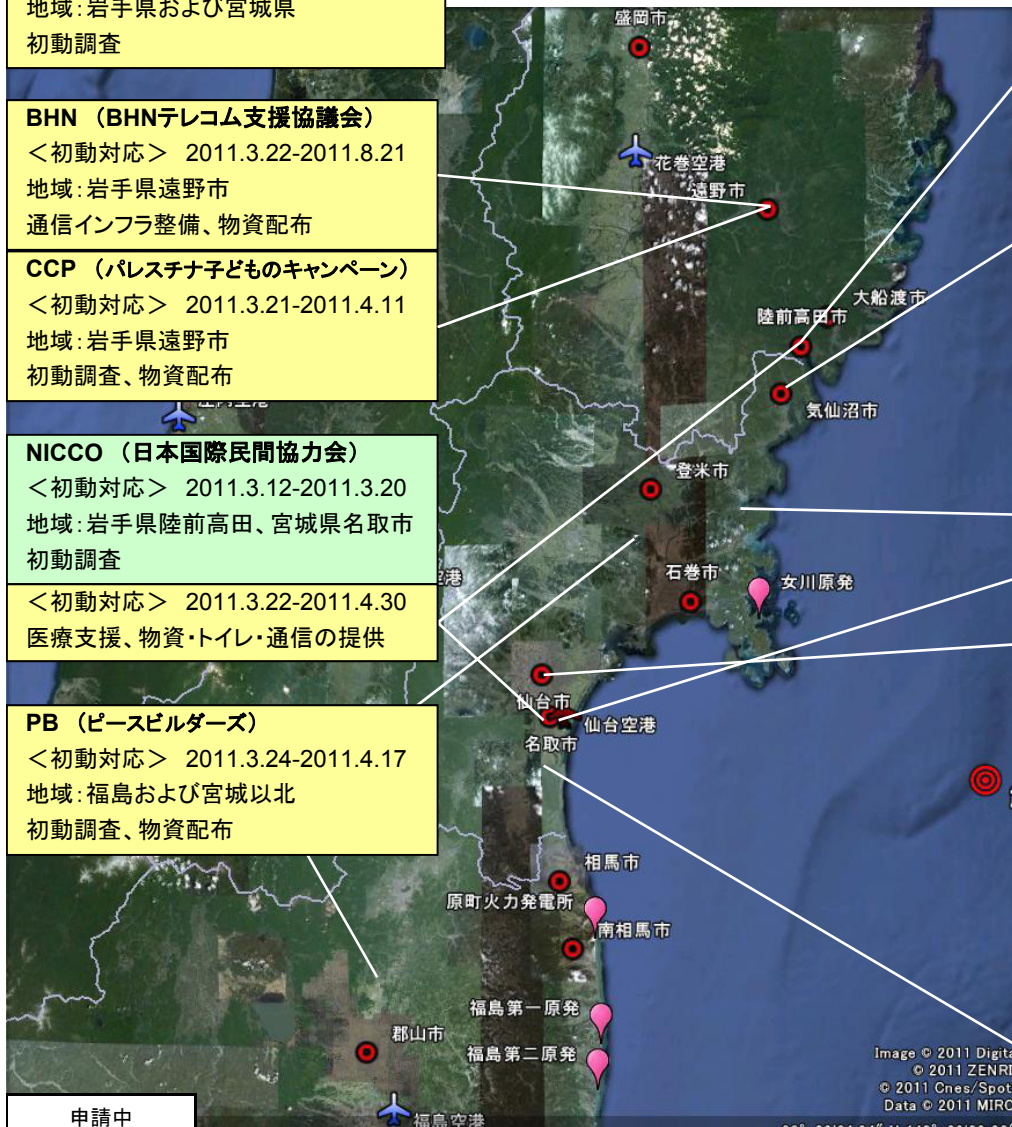 地域：岩手県および宮城県
初動調査
BHN （BHNテレコム支援協議会）
＜初動対応＞ 2011.3.22-2011.8.21
地域：岩手県遠野市
通信インフラ整備、物資配布
CCP （パレスチナ子どものキャンペーン）
＜初動対応＞ 2011.3.21-2011.4.11
地域：岩手県遠野市
初動調査、物資配布
NICCO （日本国際民間協力会）
＜初動対応＞ 2011.3.12-2011.3.20
地域：岩手県陸前高田、宮城県名取市
初動調査
＜初動対応＞ 2011.3.22-2011.4.30
医療支援、物資・トイレ・通信の提供
PB （ピースビルダーズ）
＜初動対応＞ 2011.3.24-2011.4.17
地域：福島および宮城以北
初動調査、物資配布
申請中
盛岡市
花巻空港
遠野市
大船渡市
陸前高田市
気仙沼市
登米市
石巻市
女川原発
仙台市
仙台空港
名取市
相馬市
原町火力発電所
南相馬市
福島第一原発
郡山市
福島第二原発
福島空港
Image © 2011 Digita
© 2011 ZENRI
© 2011 Cnes/Spot
Data © 2011 MIRC